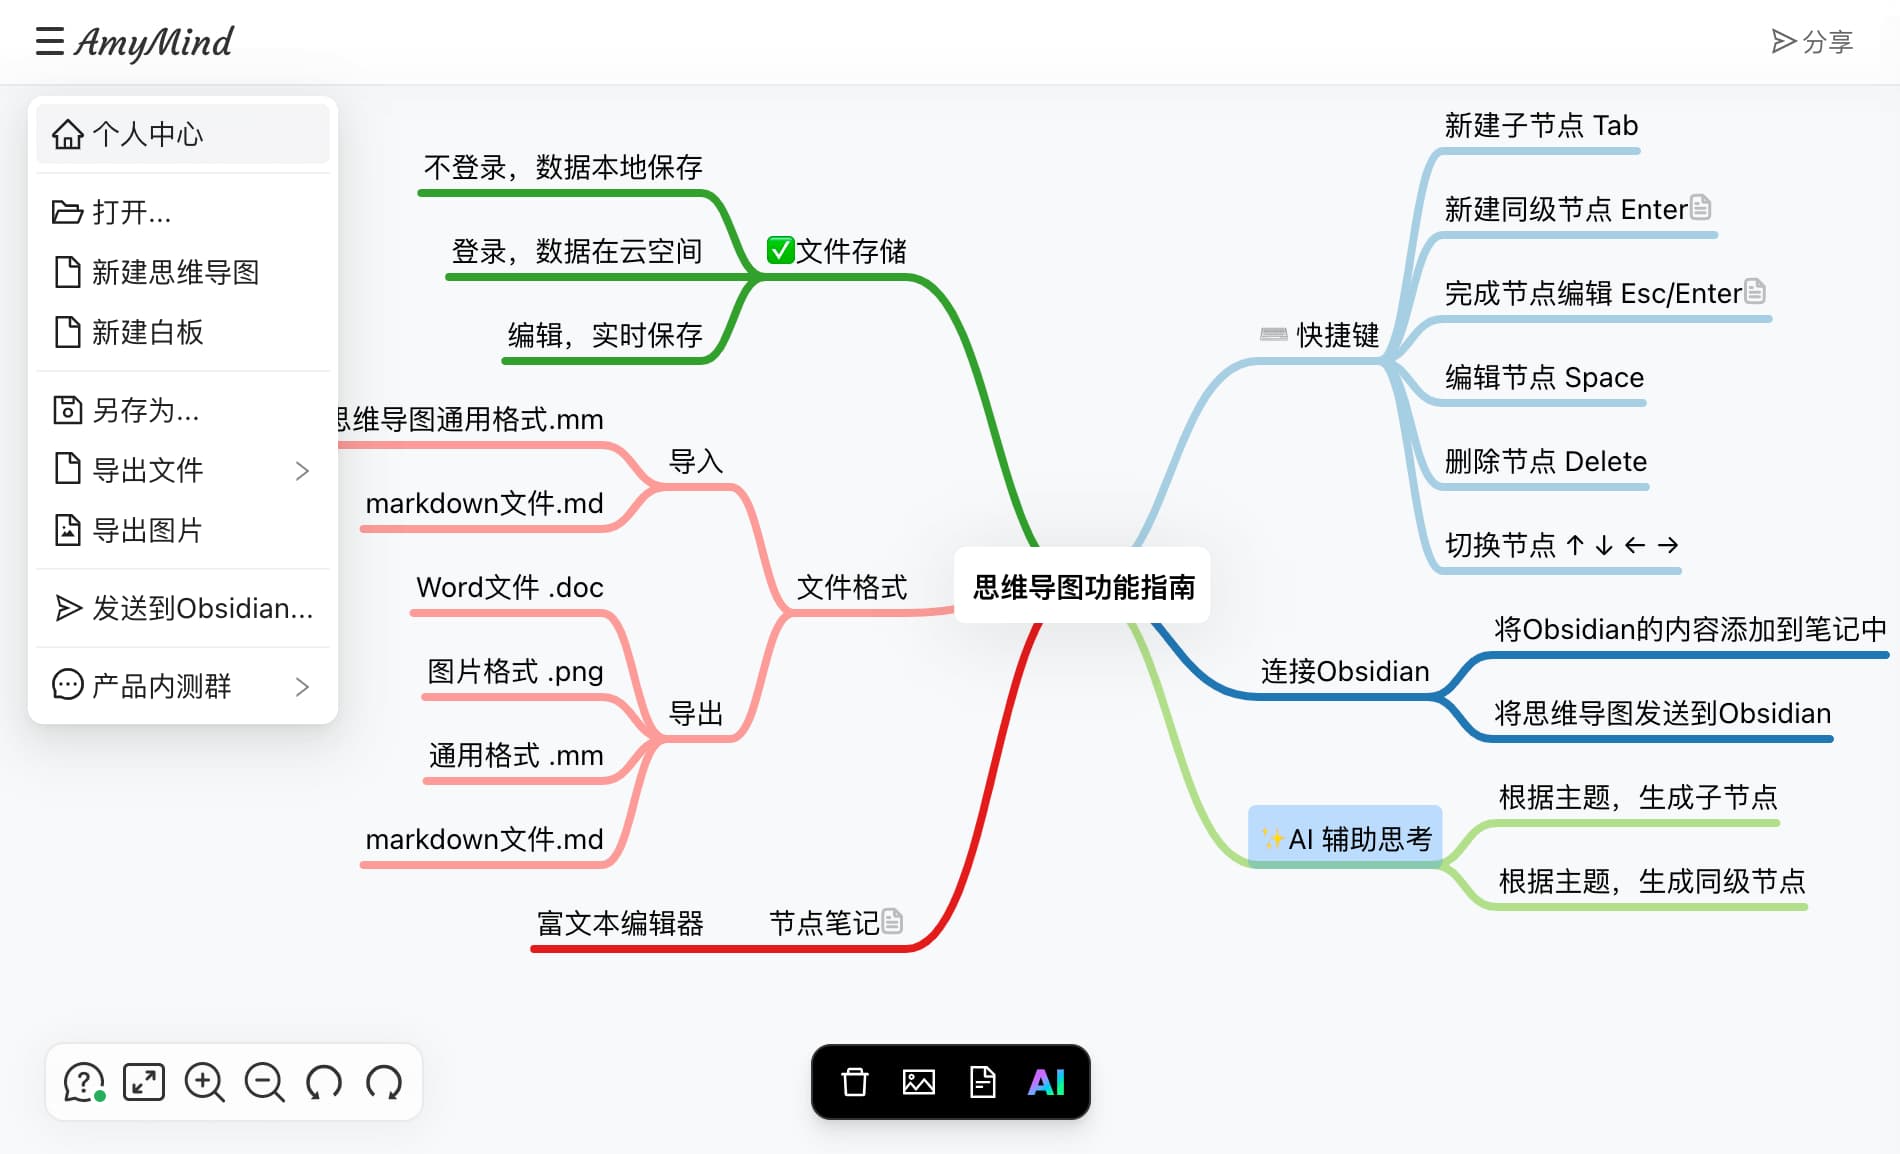 AmyMind
分享
个人中心
打开...
新建思维导图
新建白板
另存为...
导出文件
导出图片
发送到Obsidian...
产品内测群
不登录，数据本地保存
登录，数据在云空间
编辑，实时保存
✅文件存储
思维导图通用格式.mm
markdown文件.md
导入
Word文件 .doc
图片格式 .png
通用格式 .mm
markdown文件.md
导出
文件格式
富文本编辑器
节点笔记
思维导图功能指南
⌨️ 快捷键
新建子节点 Tab
新建同级节点 Enter
完成节点编辑 Esc/Enter
编辑节点 Space
删除节点 Delete
切换节点 ↑ ↓ ← →
连接Obsidian
将Obsidian的内容添加到笔记中
将思维导图发送到Obsidian
✨AI 辅助思考
根据主题，生成子节点
根据主题，生成同级节点
AI